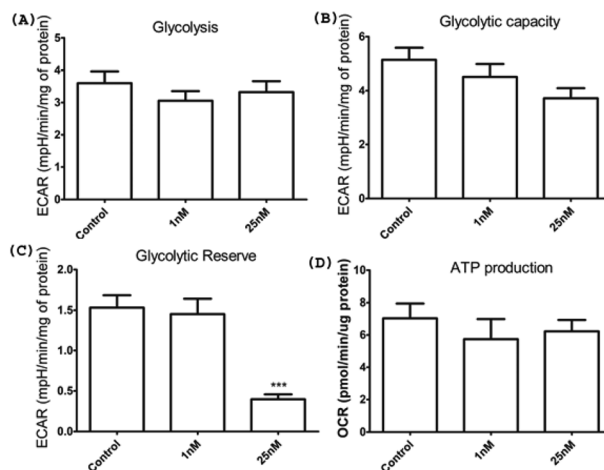 (A)
Glycolysis
ECAR (mpH/min/mg of protein)
5
4
3
2
1
0
Control
1nM
25nM
(B)
Glycolytic capacity
ECAR (mpH/min/mg of protein)
6
4
2
0
Control
1nM
25nM
(C)
Glycolytic Reserve
ECAR (mpH/min/mg of protein)
2.0
1.5
1.0
0.5
0.0
***
Control
1nM
25nM
(D)
ATP production
OCR (pmol/min/ug protein)
10
8
6
4
2
0
Control
1nM
25nM